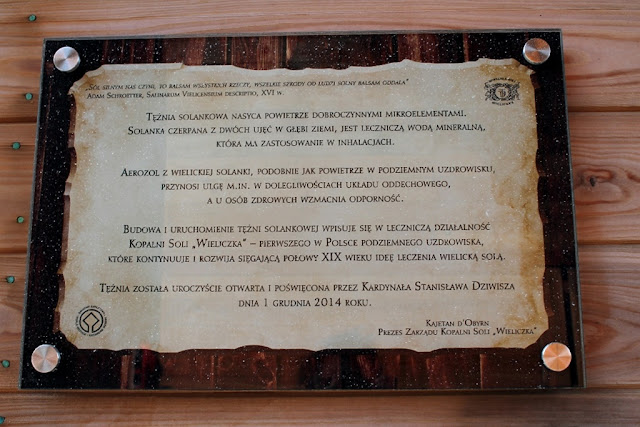 „Sól silnym nas czyni, to balsam wszystkich rzeczy, wszelkie szkody od ludzi solny balsam oddala"
Adam Schroetter, Salinarum Vieliciensium descriptio, XVI w.
Tężnia solankowa nasyca powietrze dobroczynnymi mikroelementami.
Solanka czerpana z dwóch ujęć w głębi ziemi, jest leczniczą wodą mineralną,
która ma zastosowanie w inhalacjach.
Aerozol z wielickiej solanki, podobnie jak powietrze w podziemnym uzdrowisku,
przynosi ulgę m.in. w dolegliwościach układu oddechowego,
a u osób zdrowych wzmacnia odporność.
Budowa i uruchomienie tężni solankowej wpisuje się w leczniczą działalność
Kopalni Soli „Wieliczka" – pierwszego w Polsce podziemnego uzdrowiska,
które kontynuuje i rozwija sięgającą połowy XIX wieku ideę leczenia wielicką solą.
Tężnia została uroczyście otwarta i poświęcona przez Kardynała Stanisława Dziwisza
dnia 1 grudnia 2014 roku.
Kajetan d'Obyrn
Prezes Zarządu Kopalni Soli „Wieliczka"